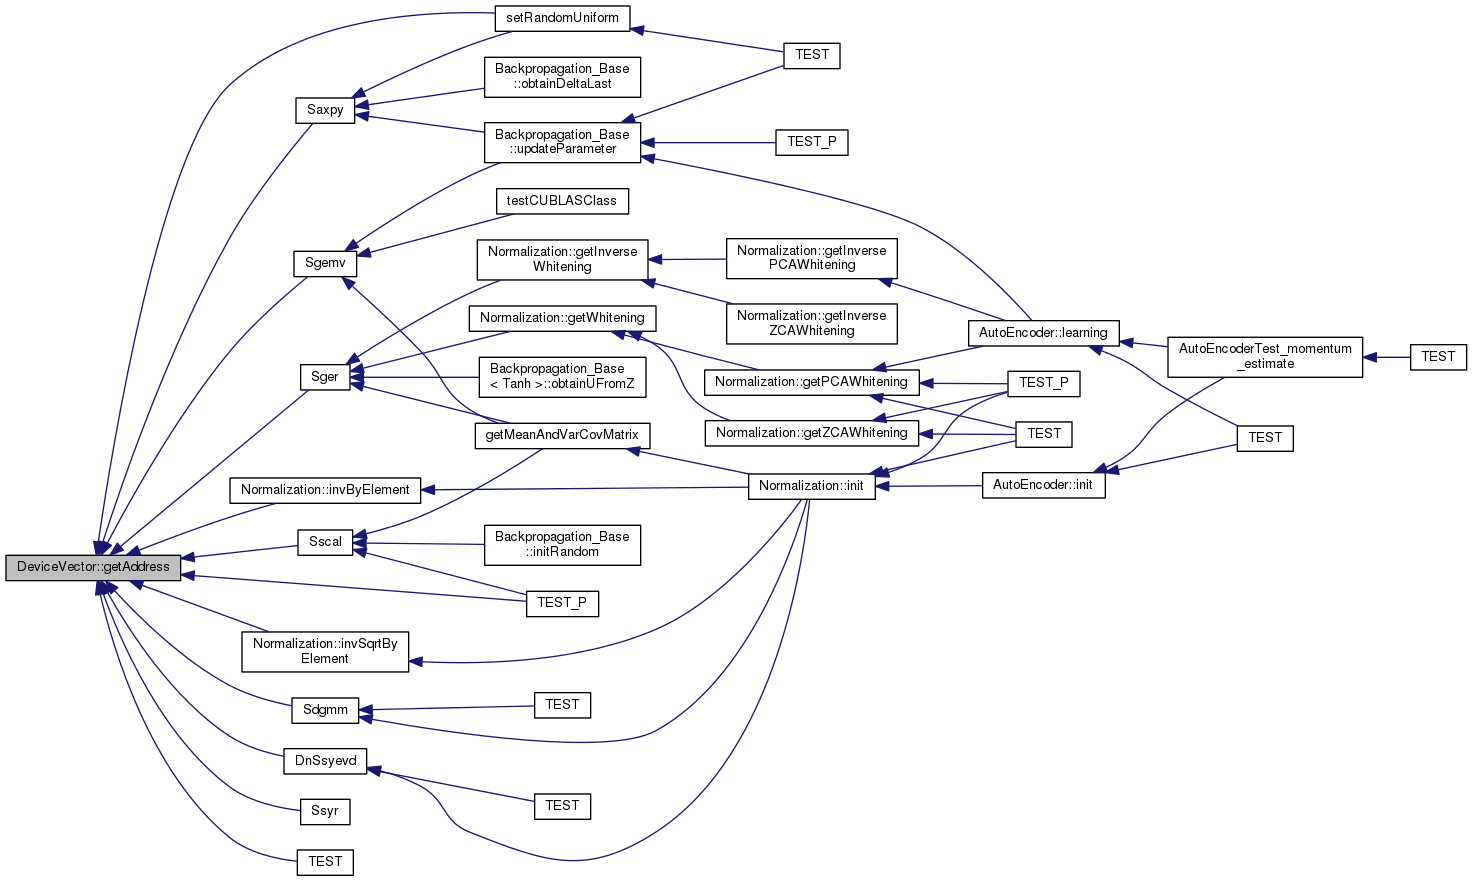 setRandomUniform
TEST
Backpropagation_Base
::obtainDeltaLast
Saxpy
Backpropagation_Base
::updateParameter
TEST_P
testCUBLASClass
Sgemv
Normalization::getInverse
Whitening
Normalization::getInverse
PCAWhitening
Normalization::getWhitening
Normalization::getInverse
ZCAWhitening
AutoEncoder::learning
AutoEncoderTest_momentum
_estimate
TEST
Sger
Backpropagation_Base
< Tanh >::obtainUFromZ
Normalization::getPCAWhitening
TEST_P
getMeanAndVarCovMatrix
Normalization::getZCAWhitening
TEST
TEST
Normalization::invByElement
Normalization::init
AutoEncoder::init
Sscal
Backpropagation_Base
::initRandom
DeviceVector::getAddress
TEST_P
Normalization::invSqrtBy
Element
Sdgmm
TEST
DnSsyevd
TEST
Ssyr
TEST